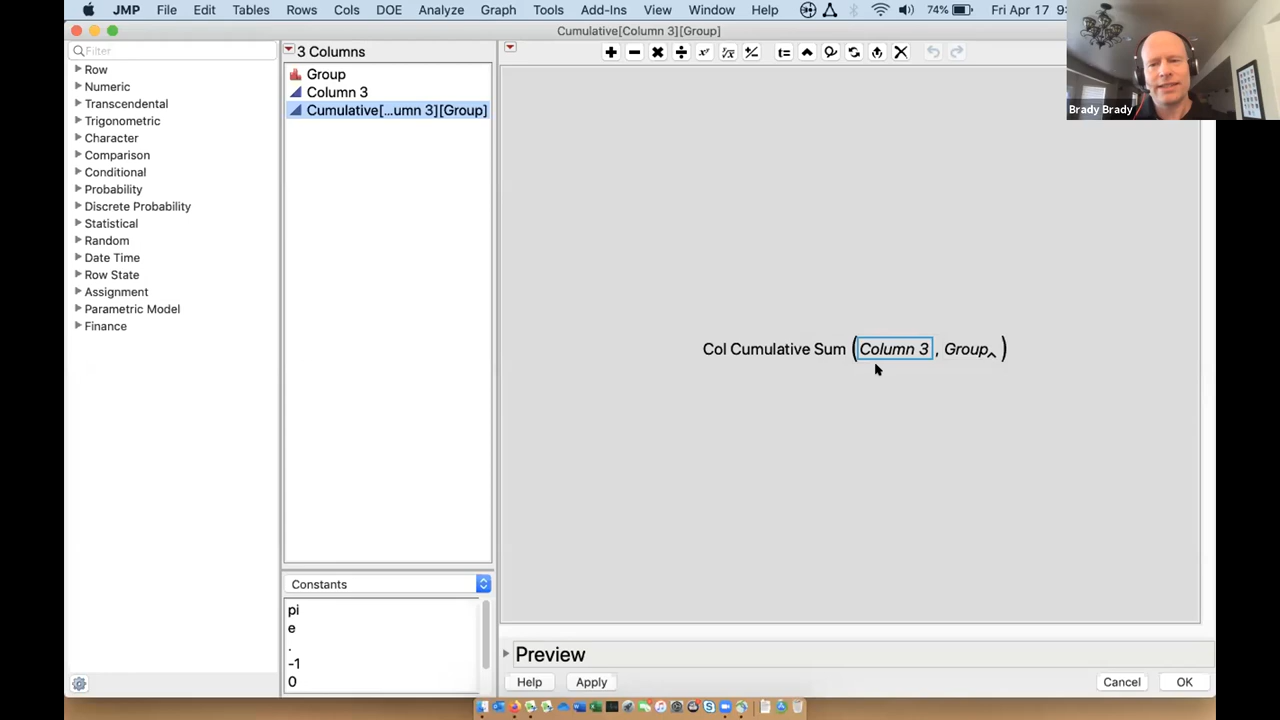 JMP File Edit Tables Rows Cols DOE Analyze Graph Tools Add-Ins View Window Help 74% Fri Apr 17
Cumulative[Column 3][Group]
Brady Brady
Filter
Row
Numeric
Transcendental
Trigonometric
Character
Comparison
Conditional
Probability
Discrete Probability
Statistical
Random
Date Time
Row State
Assignment
Parametric Model
Finance
3 Columns
Group
Column 3
Cumulative[...umn 3][Group]
Constants
pi
e
.
-1
0
Col Cumulative Sum (Column 3 , Group )
Preview
Help Apply Cancel OK